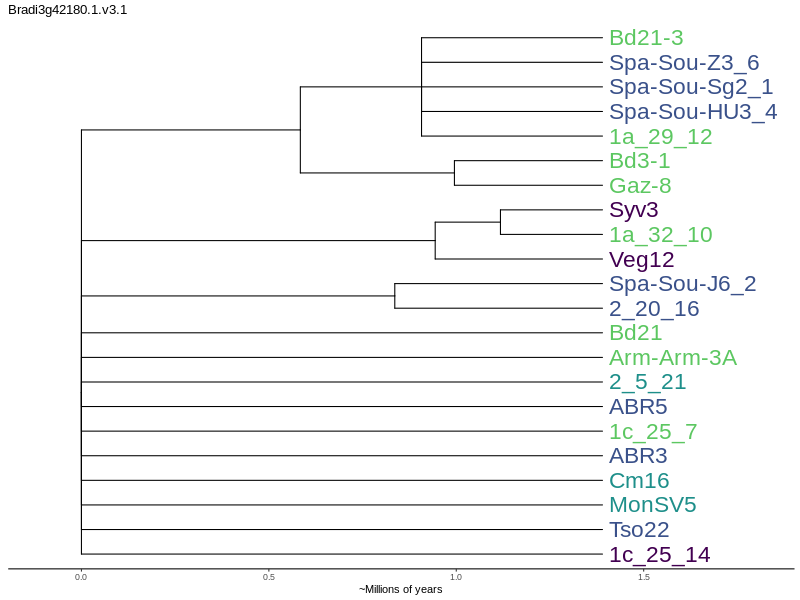 Bradi3g42180.1.v3.1
Bd21-3
Spa-Sou-Z3_6
Spa-Sou-Sg2_1
Spa-Sou-HU3_4
1a_29_12
Bd3-1
Gaz-8
Syv3
1a_32_10
Veg12
Spa-Sou-J6_2
2_20_16
Bd21
Arm-Arm-3A
2_5_21
ABR5
1c_25_7
ABR3
Cm16
MonSV5
Tso22
1c_25_14
0.0 0.5 1.0 1.5
~Millions of years